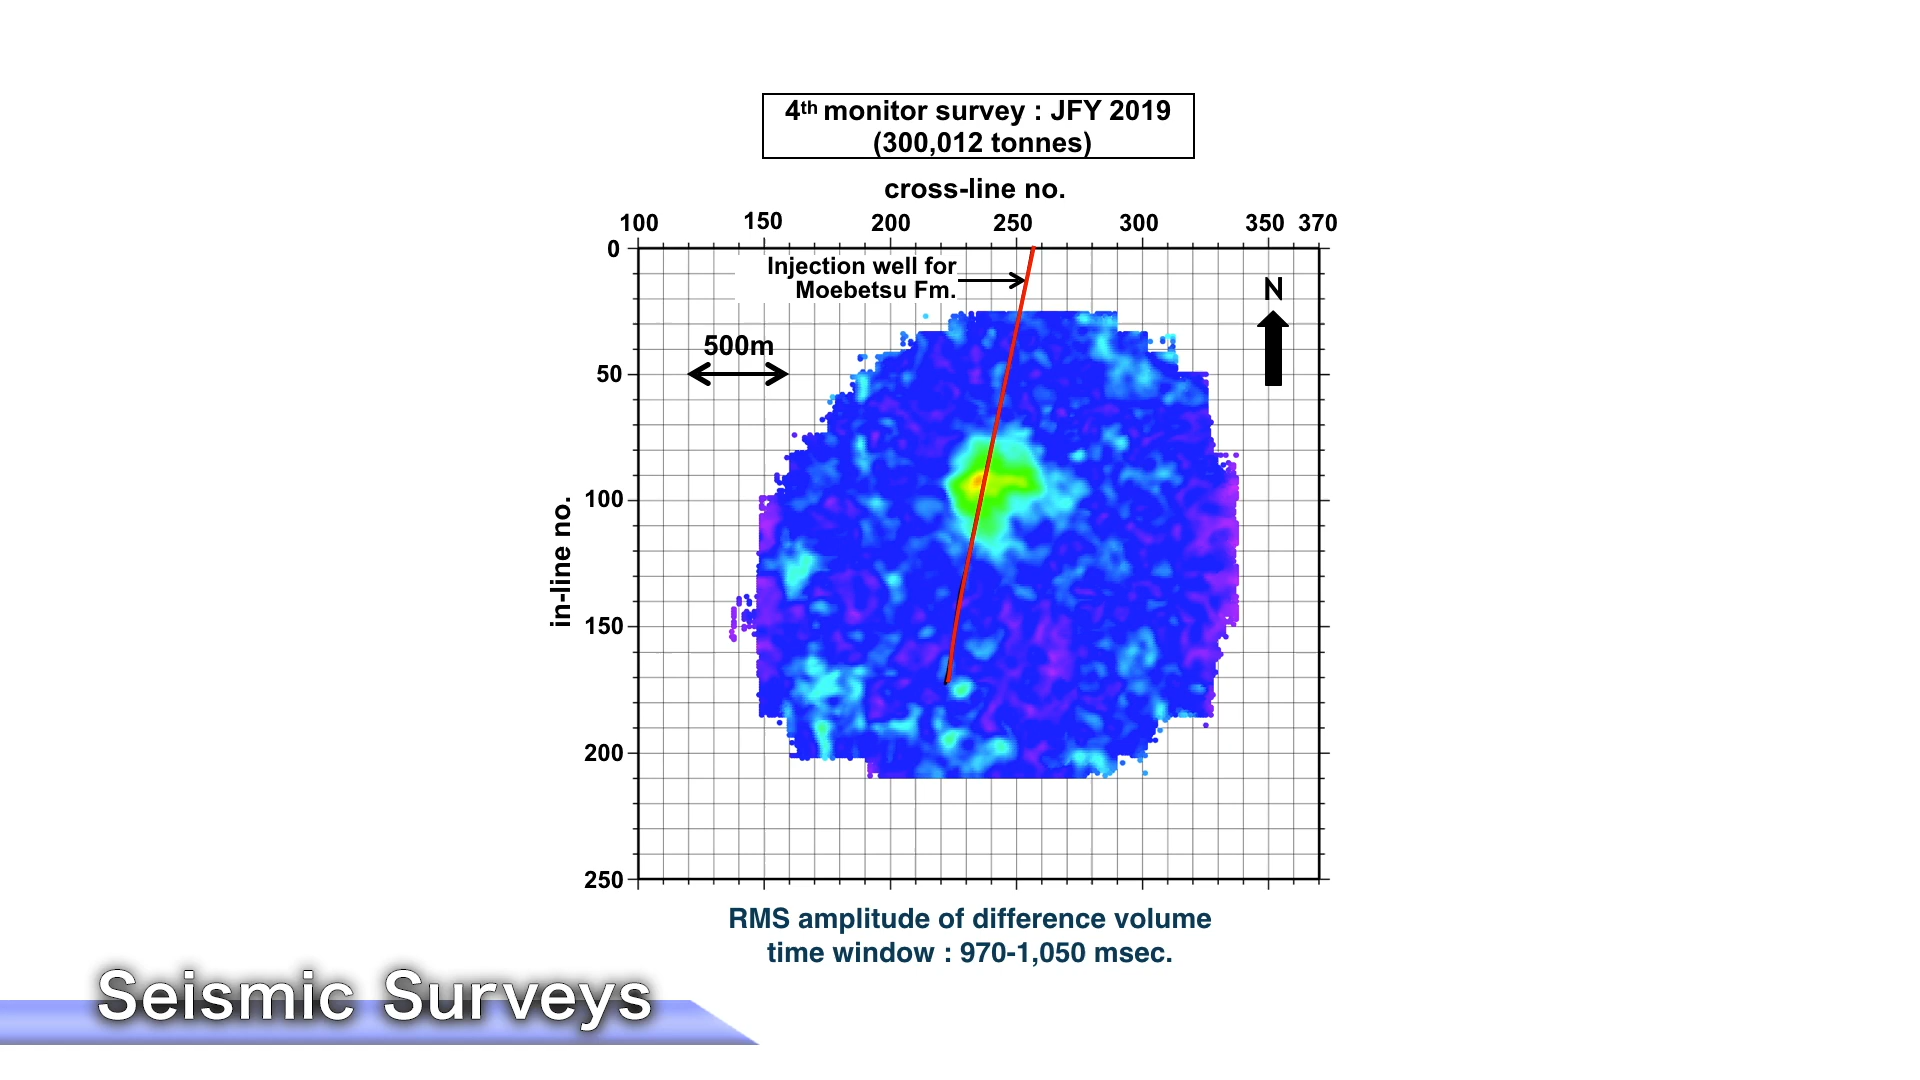 4th monitor survey : JFY 2019
(300,012 tonnes)
cross-line no.
100 150 200 250 300 350 370
0
Injection well for
Moebetsu Fm.
N
500m
50
100
in-line no.
150
200
250
RMS amplitude of difference volume
time window : 970-1,050 msec.
Seismic Surveys